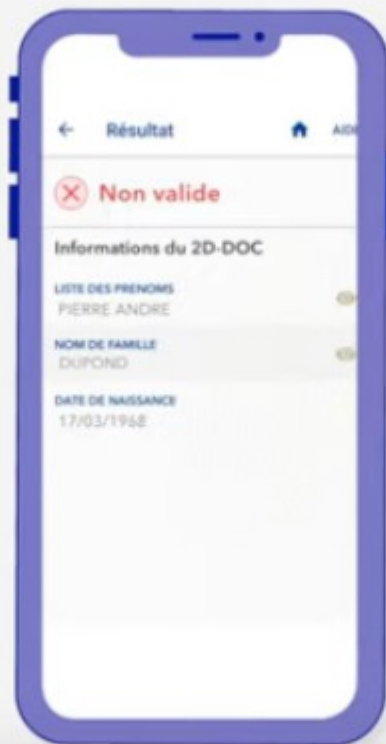 ← Résultat AIDE
Non valide
Informations du 2D-DOC
LISTE DES PRENOMS
PIERRE ANDRE
NOM DE FAMILLE
DUPOND
DATE DE NAISSANCE
17/03/1968